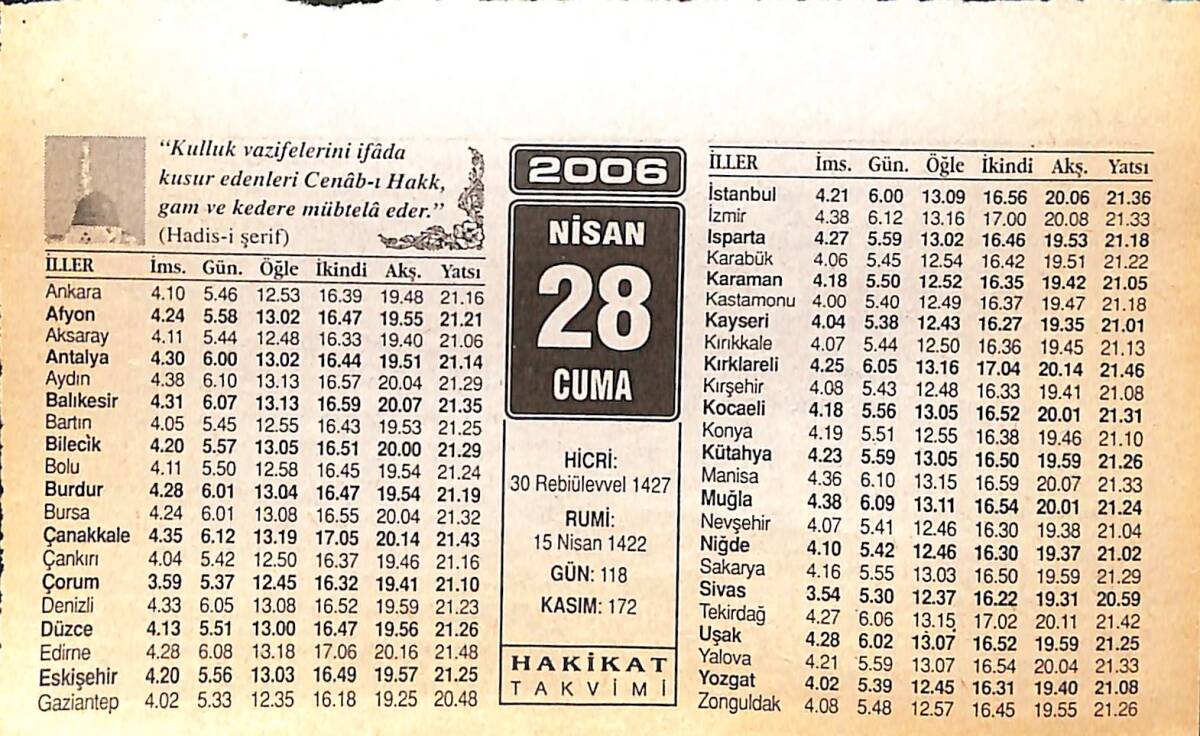 “Kulluk vazifelerini ifâda
kusur edenleri Cenâb-ı Hakk,
gam ve kedere mübtelâ eder.”
(Hadis-i şerif)
İLLER İms. Gün. Öğle İkindi Akş. Yatsı
Ankara 4.10 5.46 12.53 16.39 19.48 21.16
Afyon 4.24 5.58 13.02 16.47 19.55 21.21
Aksaray 4.11 5.44 12.48 16.33 19.40 21.06
Antalya 4.30 6.00 13.02 16.44 19.51 21.14
Aydın 4.38 6.10 13.13 16.57 20.04 21.29
Balıkesir 4.31 6.07 13.13 16.59 20.07 21.35
Bartın 4.05 5.45 12.55 16.43 19.53 21.25
Bilecik 4.20 5.57 13.05 16.51 20.00 21.29
Bolu 4.11 5.50 12.58 16.45 19.54 21.24
Burdur 4.28 6.01 13.04 16.47 19.54 21.19
Bursa 4.24 6.01 13.08 16.55 20.04 21.32
Çanakkale 4.35 6.12 13.19 17.05 20.14 21.43
Çankırı 4.04 5.42 12.50 16.37 19.46 21.16
Çorum 3.59 5.37 12.45 16.32 19.41 21.10
Denizli 4.33 6.05 13.08 16.52 19.59 21.23
Düzce 4.13 5.51 13.00 16.47 19.56 21.26
Edirne 4.28 6.08 13.18 17.06 20.16 21.48
Eskişehir 4.20 5.56 13.03 16.49 19.57 21.25
Gaziantep 4.02 5.33 12.35 16.18 19.25 20.48
2006
NİSAN
28
CUMA
HİCRİ:
30 Rebiülevvel 1427
RUMİ:
15 Nisan 1422
GÜN: 118
KASIM: 172
HAKİKAT
TAKVİMİ
İLLER İms. Gün. Öğle İkindi Akş. Yatsı
İstanbul 4.21 6.00 13.09 16.56 20.06 21.36
İzmir 4.38 6.12 13.16 17.00 20.08 21.33
Isparta 4.27 5.59 13.02 16.46 19.53 21.18
Karabük 4.06 5.45 12.54 16.42 19.51 21.22
Karaman 4.18 5.50 12.52 16.35 19.42 21.05
Kastamonu 4.00 5.40 12.49 16.37 19.47 21.18
Kayseri 4.04 5.38 12.43 16.27 19.35 21.01
Kırıkkale 4.07 5.44 12.50 16.36 19.45 21.13
Kırklareli 4.25 6.05 13.16 17.04 20.14 21.46
Kırşehir 4.08 5.43 12.48 16.33 19.41 21.08
Kocaeli 4.18 5.56 13.05 16.52 20.01 21.31
Konya 4.19 5.51 12.55 16.38 19.46 21.10
Kütahya 4.23 5.59 13.05 16.50 19.59 21.26
Manisa 4.36 6.10 13.15 16.59 20.07 21.33
Muğla 4.38 6.09 13.11 16.54 20.01 21.24
Nevşehir 4.07 5.41 12.46 16.30 19.38 21.04
Niğde 4.10 5.42 12.46 16.30 19.37 21.02
Sakarya 4.16 5.55 13.03 16.50 19.59 21.29
Sivas 3.54 5.30 12.37 16.22 19.31 20.59
Tekirdağ 4.27 6.06 13.15 17.02 20.11 21.42
Uşak 4.28 6.02 13.07 16.52 19.59 21.25
Yalova 4.21 5.59 13.07 16.54 20.04 21.33
Yozgat 4.02 5.39 12.45 16.31 19.40 21.08
Zonguldak 4.08 5.48 12.57 16.45 19.55 21.26